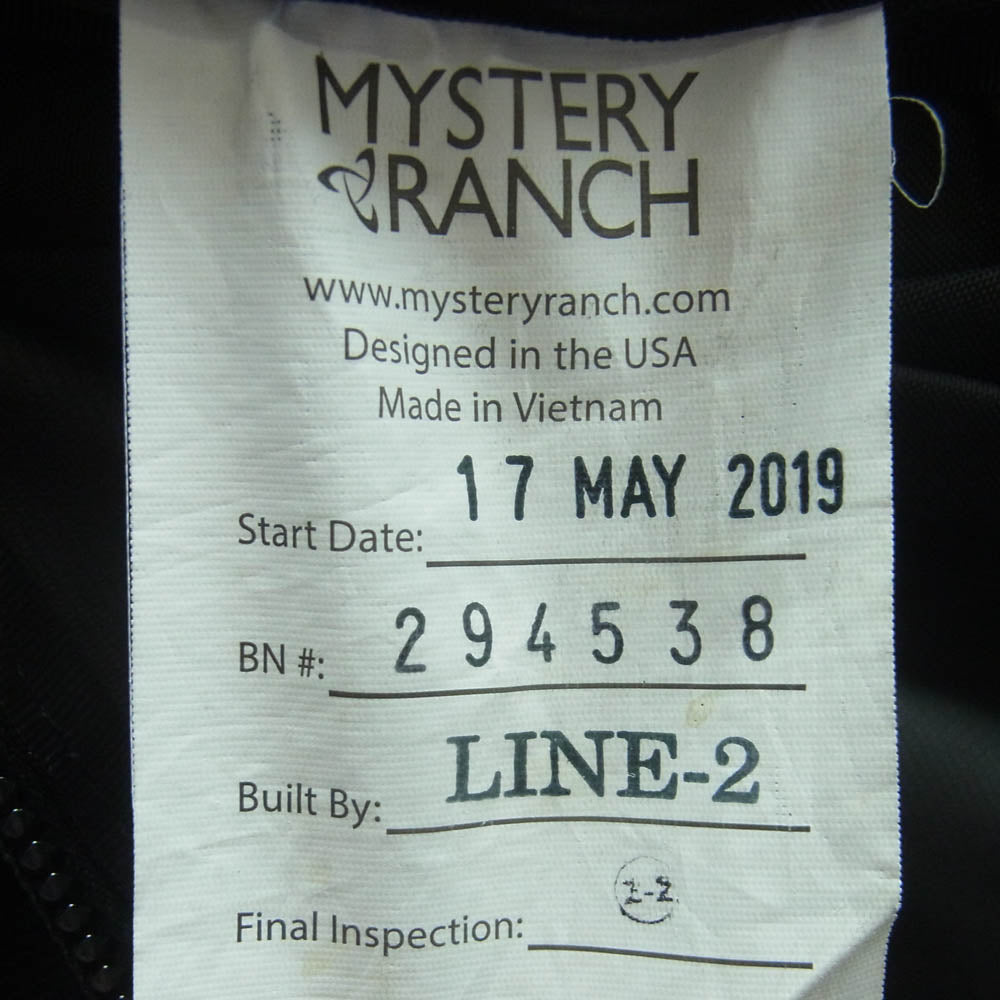 MYSTERY
RANCH
www.mysteryranch.com
Designed in the USA
Made in Vietnam
Start Date: 17 MAY 2019
BN #: 294538
Built By: LINE-2
Final Inspection: 2-2